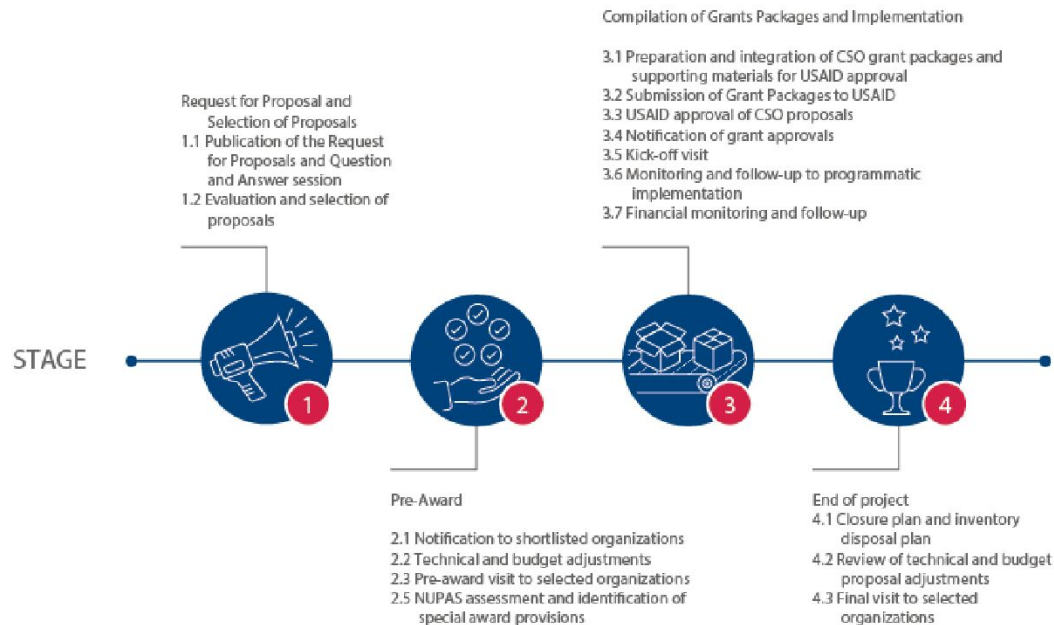 Compilation of Grants Packages and Implementation
3.1 Preparation and integration of CSO grant packages and
supporting materials for USAID approval
3.2 Submission of Grant Packages to USAID
3.3 USAID approval of CSO proposals
3.4 Notification of grant approvals
3.5 Kick-off visit
3.6 Monitoring and follow-up to programmatic
implementation
3.7 Financial monitoring and follow-up
Request for Proposal and
Selection of Proposals
1.1 Publication of the Request
for Proposals and Question
and Answer session
1.2 Evaluation and selection of
proposals
STAGE
1
2
3
4
Pre-Award
2.1 Notification to shortlisted organizations
2.2 Technical and budget adjustments
2.3 Pre-award visit to selected organizations
2.5 NUPAS assessment and identification of
special award provisions
End of project
4.1 Closure plan and inventory
disposal plan
4.2 Review of technical and budget
proposal adjustments
4.3 Final visit to selected
organizations